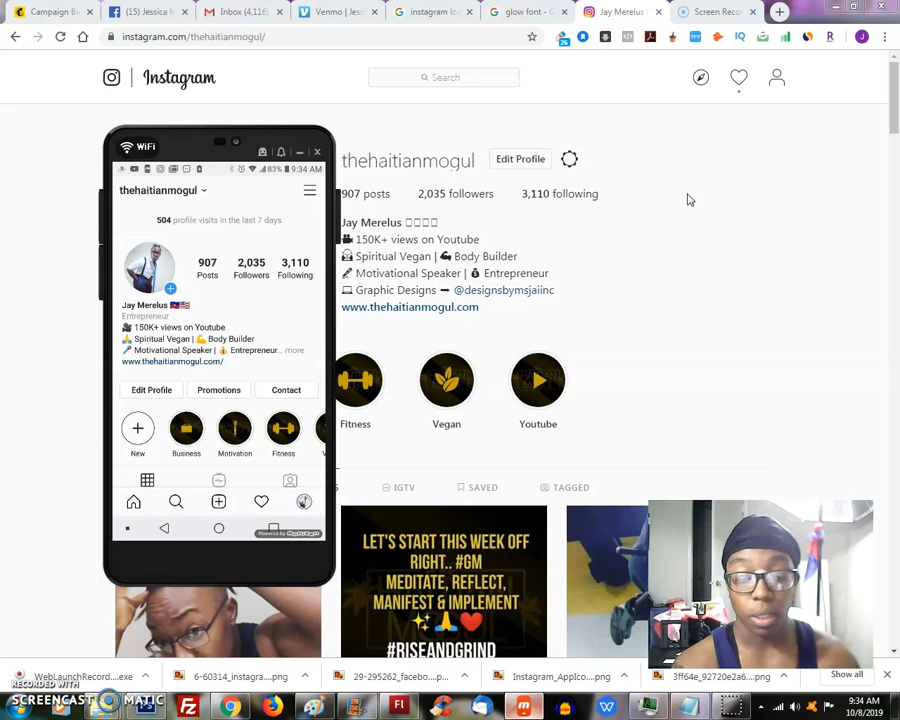 Campaign Bo
(1) Jessica M
Inbox (4,116)
Venmo | Jess
instagram lo
glow font - G
Jay Merelus
Screen Reco
instagram.com/thehaitianmogul/
26
Instagram
Search
WiFi
83% 9:34 AM
thehaitianmogul
504 profile visits in the last 7 days
907 2,035 3,110
Posts Followers Following
Jay Merelus
Entrepreneur
150K+ views on Youtube
Spiritual Vegan | Body Builder
Motivational Speaker | Entrepreneur... more
www.thehaitianmogul.com/
Edit Profile Promotions Contact
New Business Motivation Fitness
thehaitianmogul Edit Profile
907 posts 2,035 followers 3,110 following
Jay Merelus
150K+ views on Youtube
Spiritual Vegan | Body Builder
Motivational Speaker | Entrepreneur
Graphic Designs @designsbymsjaiinc
www.thehaitianmogul.com
Fitness Vegan Youtube
IGTV SAVED TAGGED
LET'S START THIS WEEK OFF
RIGHT.. #GM
MEDITATE, REFLECT,
MANIFEST & IMPLEMENT
#RISEANDGRIND
WebLaunchRecord....exe
6-60314_instagra....png
29-295262_facebo....png
Instagram_AppIco....png
3ff64e_92720e2a6....png
Show all
RECORDED WITH
SCREENCAST MATIC
9:34 AM
10/8/2019